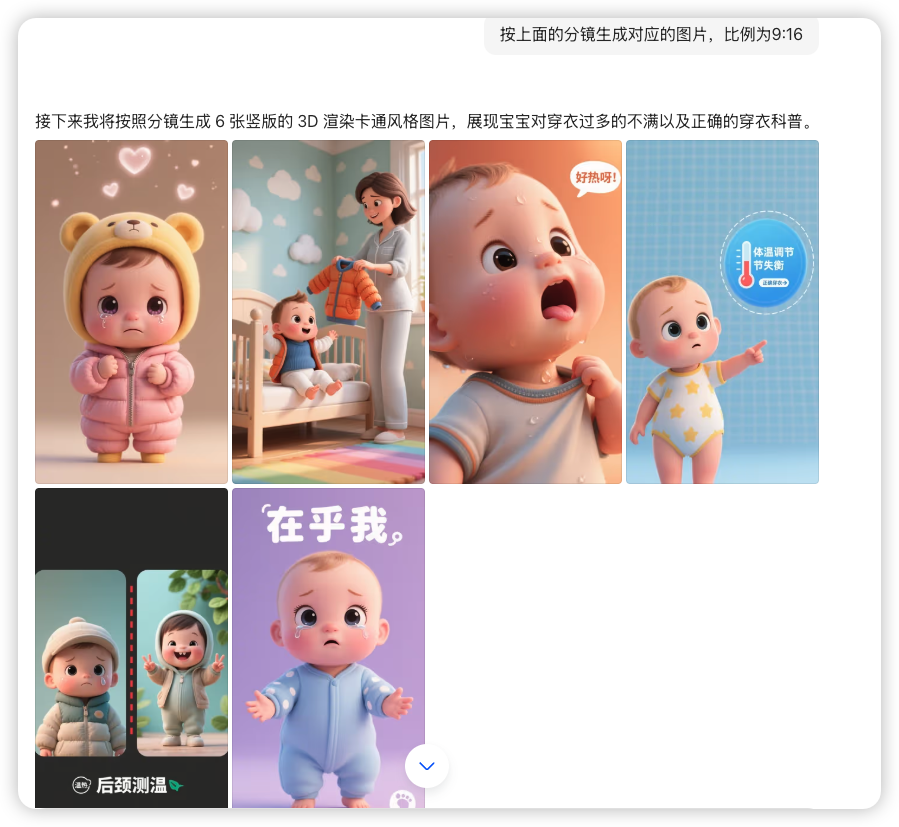 按上面的分镜生成对应的图片，比例为9:16
接下来我将按照分镜生成 6 张竖版的 3D 渲染卡通风格图片，展现宝宝对穿衣过多的不满以及正确的穿衣科普。
好热呀!
体温调节
节失衡
正确穿衣
后颈测温
在乎我